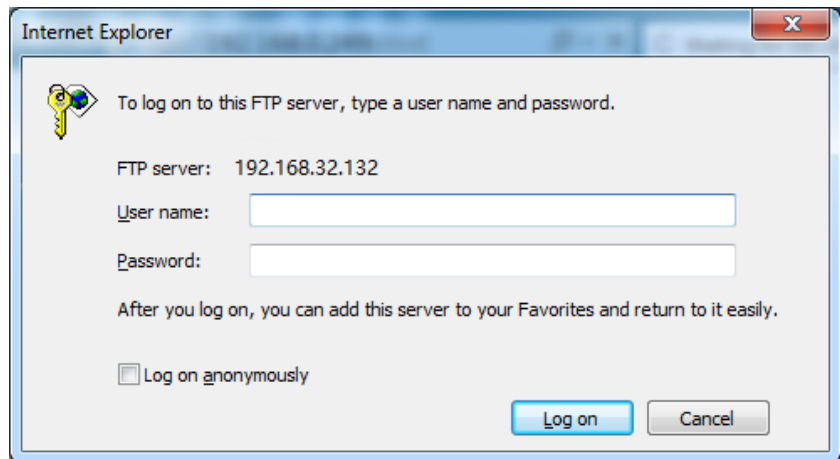 Internet Explorer
To log on to this FTP server, type a user name and password.
FTP server: 192.168.32.132
User name:
Password:
After you log on, you can add this server to your Favorites and return to it easily.
Log on anonymously
Log on Cancel